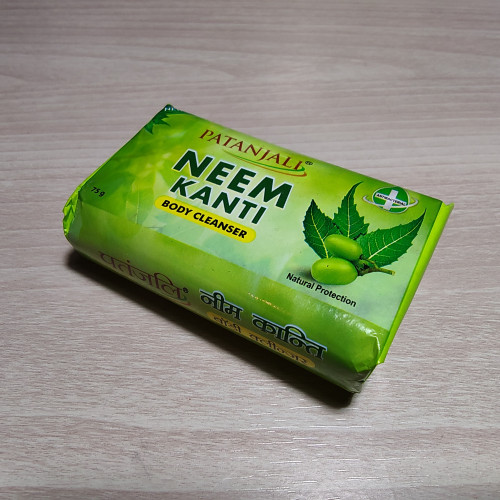 PATANJALI®
NEEM
KANTI
BODY CLEANSER
75 g
Natural Protection
पतंजलि® नीम कान्ति
बॉडी क्लीन्ज़र